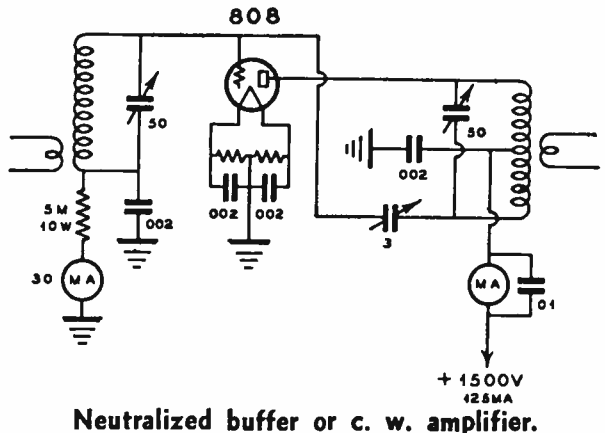 808
50
50
002
5M
10W
002
002
002
3
30
MA
MA
01
+ 1500V
125MA
Neutralized buffer or c. w. amplifier.